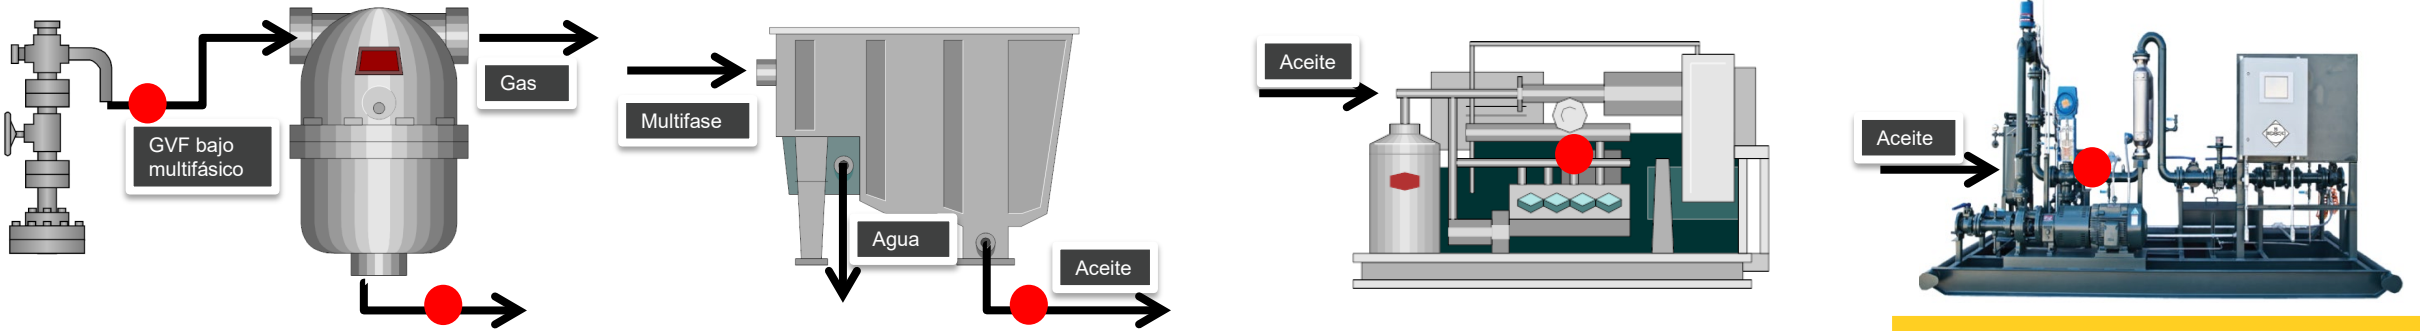 GVF bajo
multifásico
Gas
Multifase
Agua
Aceite
Aceite
Aceite